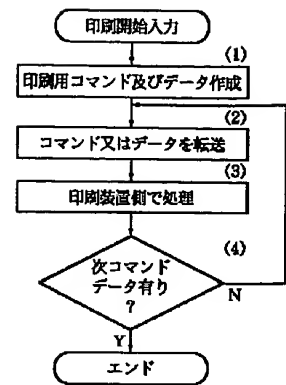 印刷開始入力
(1)
印刷用コマンド及びデータ作成
(2)
コマンド又はデータを転送
(3)
印刷装置側で処理
(4)
次コマンド
データ有り
?
N
Y
エンド